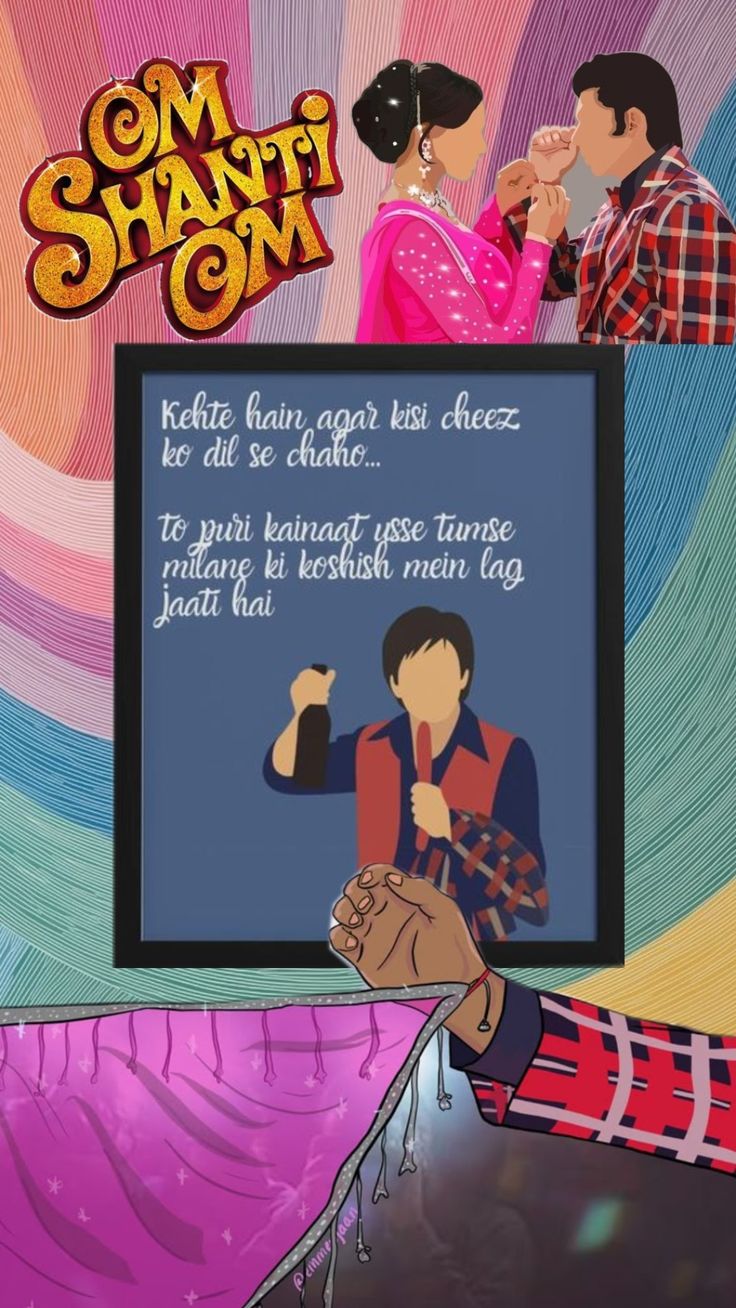 OM
SHANTI
OM
Kehte hain agar kisi cheez
ko dil se chaho...
to puri kainaat usse tumse
milane ki koshish mein lag
jaati hai